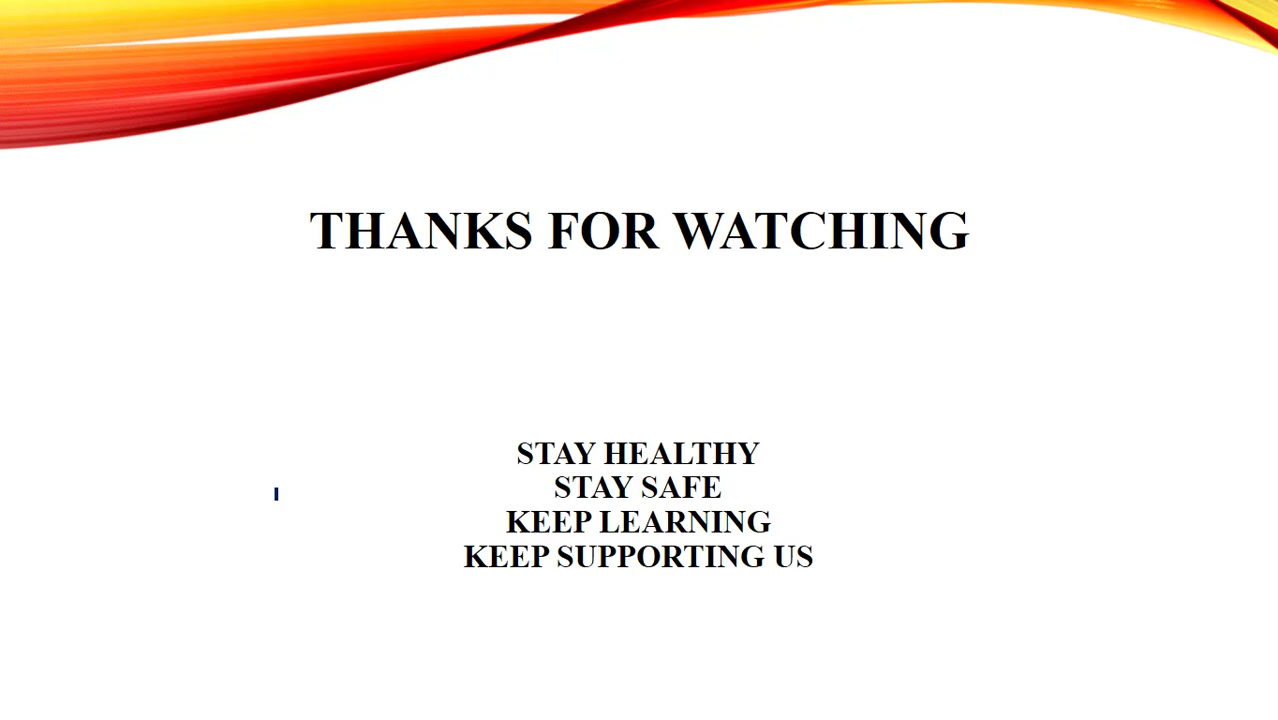 THANKS FOR WATCHING
STAY HEALTHY
STAY SAFE
KEEP LEARNING
KEEP SUPPORTING US